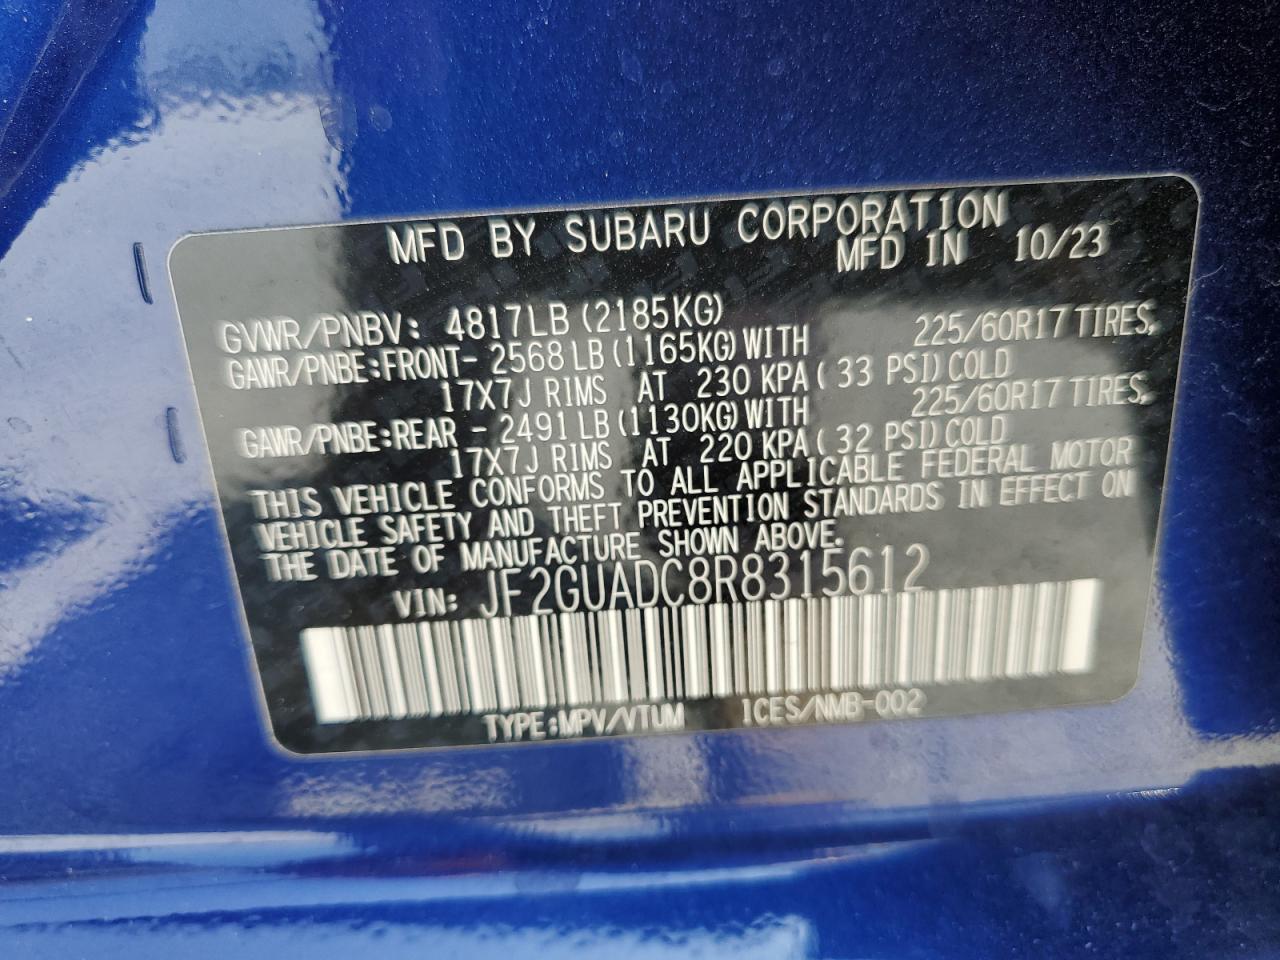 MFD BY SUBARU CORPORATION
MFD IN 10/23
GVWR/PNBV: 4817LB (2185KG)
GAWR/PNBE:FRONT- 2568 LB (1165KG) WITH 225/60R17 TIRES,
17X7J RIMS AT 230 KPA ( 33 PSI) COLD
GAWR/PNBE:REAR - 2491 LB (1130KG) WITH 225/60R17 TIRES,
17X7J RIMS AT 220 KPA ( 32 PSI) COLD
THIS VEHICLE CONFORMS TO ALL APPLICABLE FEDERAL MOTOR
VEHICLE SAFETY AND THEFT PREVENTION STANDARDS IN EFFECT ON
THE DATE OF MANUFACTURE SHOWN ABOVE.
VIN: JF2GUADC8R8315612
TYPE:MPV/VTUM ICES/NMB-002